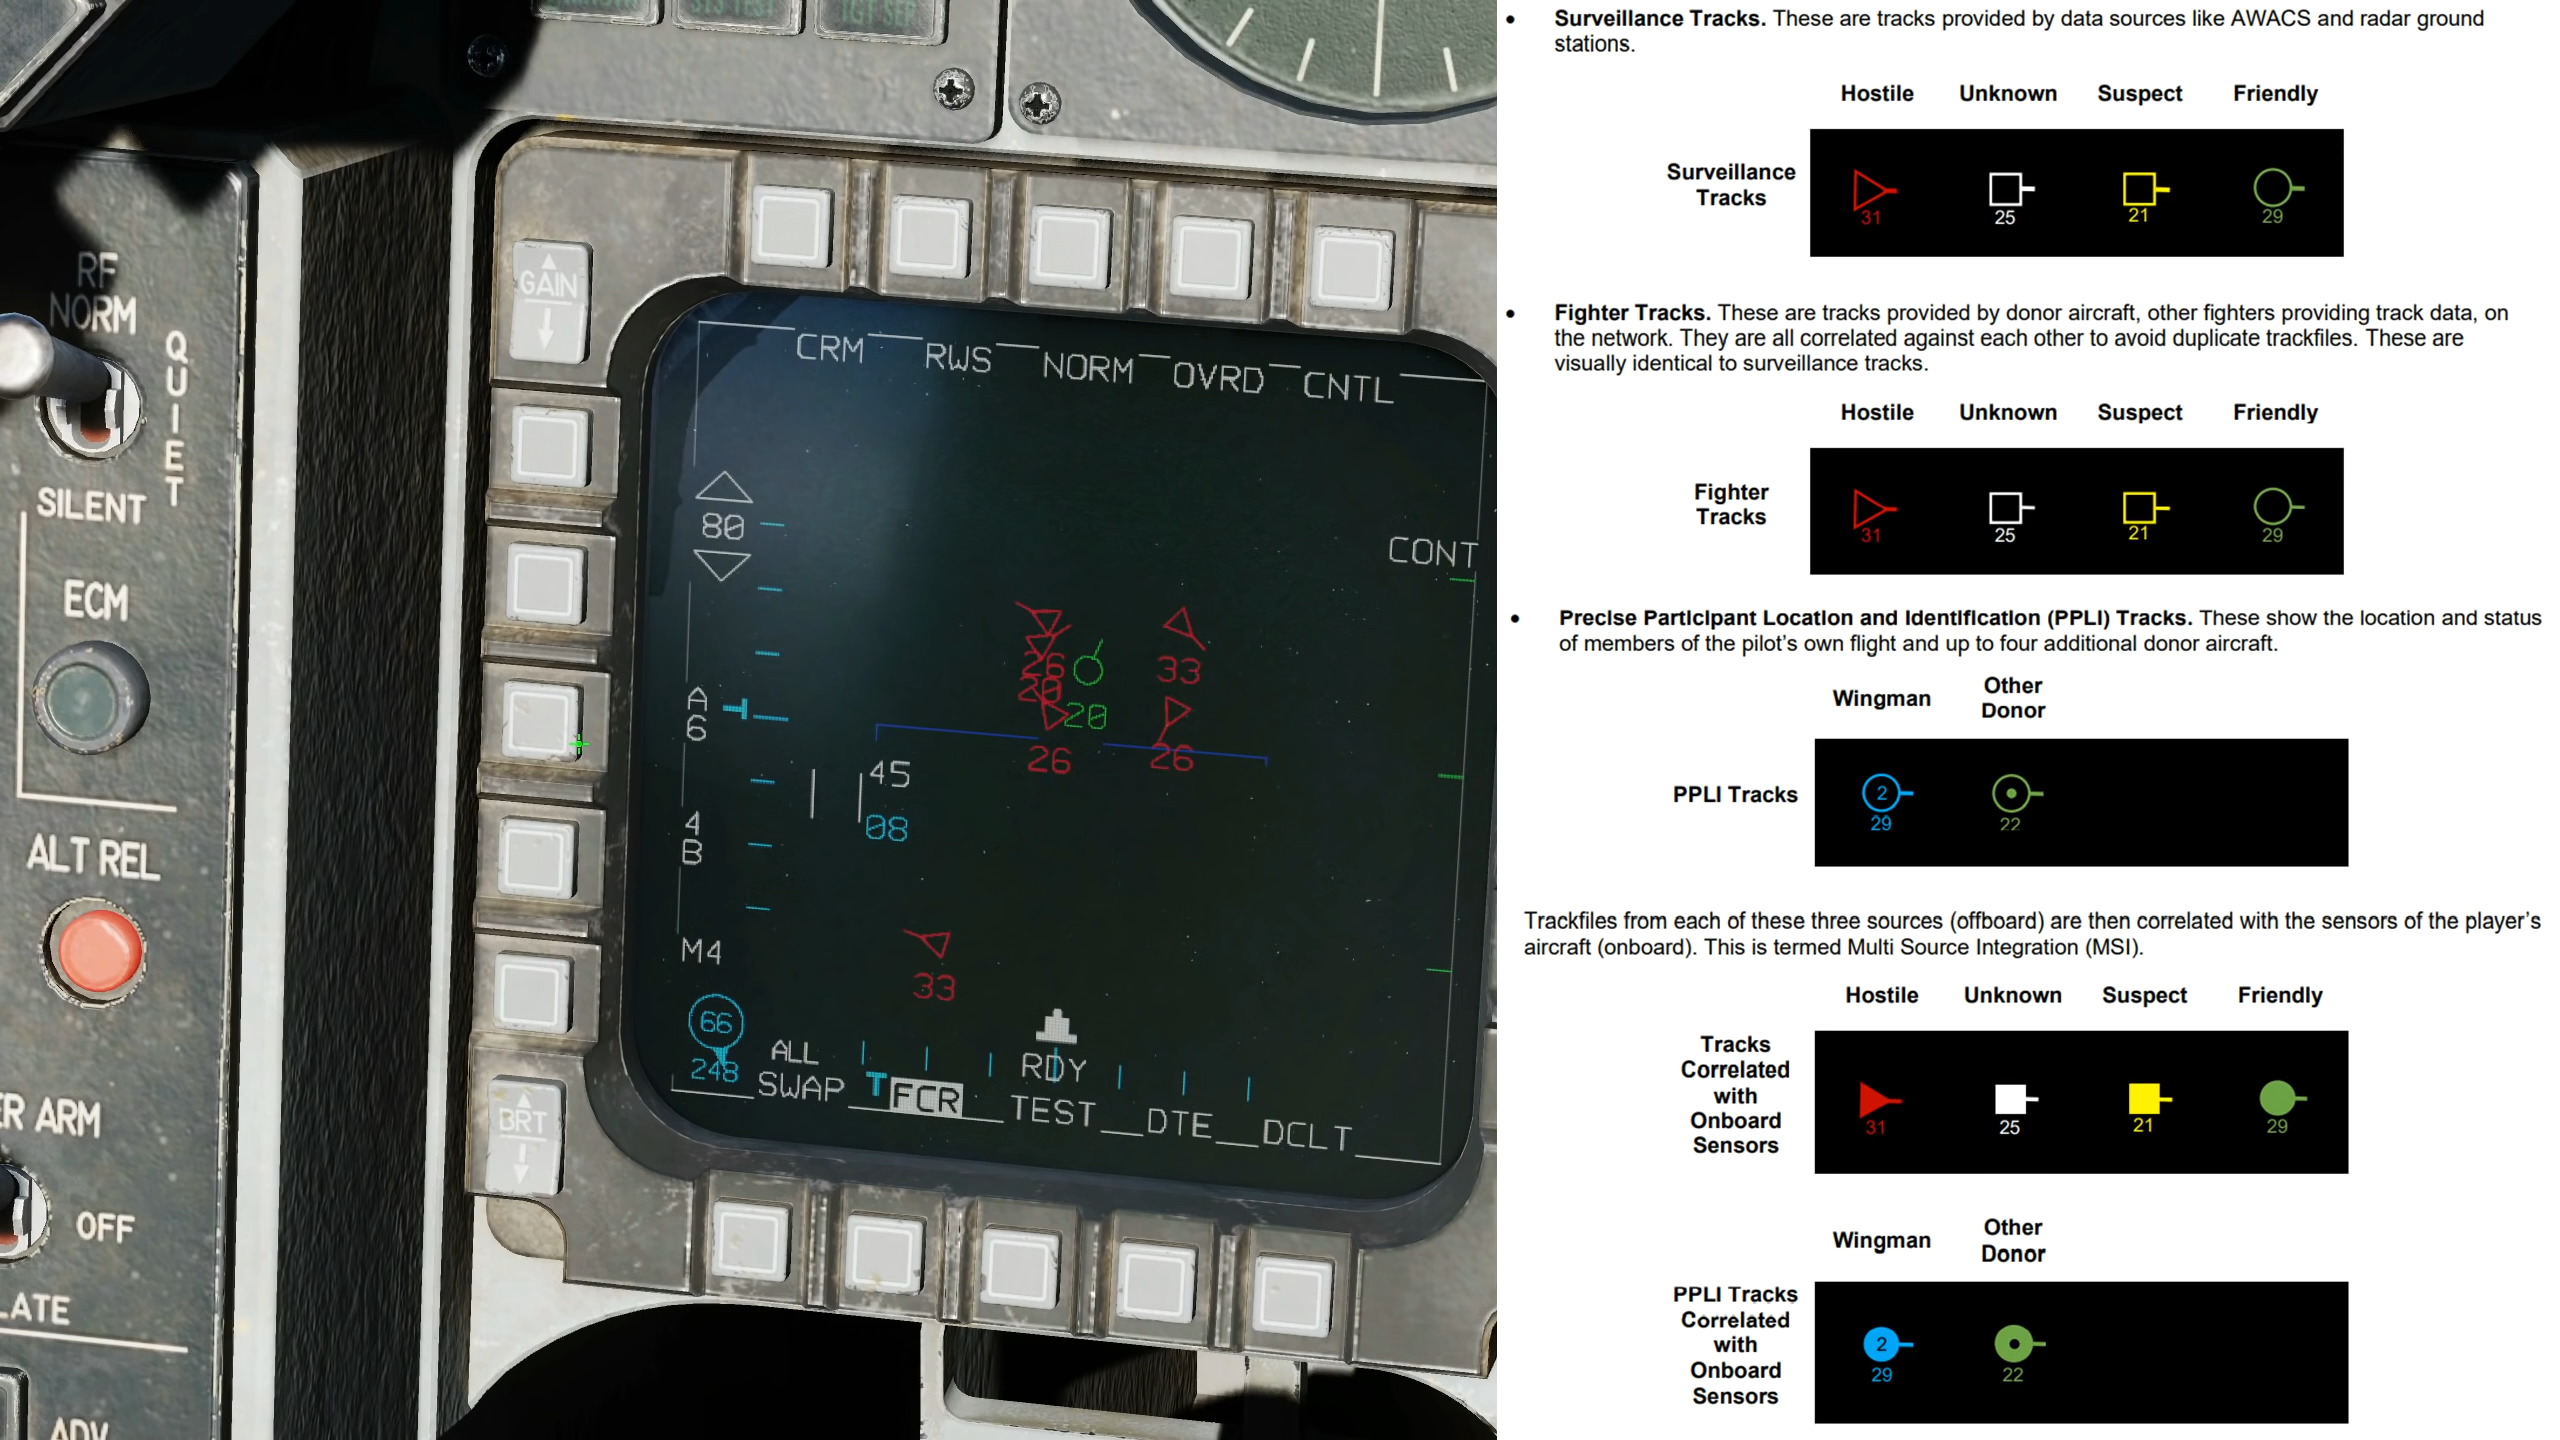 SYS TEST
TGT SEP
RF
NORM
QUIET
SILENT
ECM
ALT REL
ER ARM
OFF
LATE
ADV
GAIN
BRT
CRM RWS NORM OVRD CNTL
80
CONT
A
6
33
26
20
20
26
26
45
08
4
B
M4
33
66
248
ALL
RDY
SWAP T FCR TEST DTE DCLT
• Surveillance Tracks. These are tracks provided by data sources like AWACS and radar ground
stations.
Hostile Unknown Suspect Friendly
Surveillance
Tracks
31 25 21 29
• Fighter Tracks. These are tracks provided by donor aircraft, other fighters providing track data, on
the network. They are all correlated against each other to avoid duplicate trackfiles. These are
visually identical to surveillance tracks.
Hostile Unknown Suspect Friendly
Fighter
Tracks
31 25 21 29
• Precise Participant Location and Identification (PPLI) Tracks. These show the location and status
of members of the pilot's own flight and up to four additional donor aircraft.
Wingman Other
Donor
PPLI Tracks
2
29 22
Trackfiles from each of these three sources (offboard) are then correlated with the sensors of the player's
aircraft (onboard). This is termed Multi Source Integration (MSI).
Hostile Unknown Suspect Friendly
Tracks
Correlated
with
Onboard
Sensors
31 25 21 29
Wingman Other
Donor
PPLI Tracks
Correlated
with
Onboard
Sensors
2
29 22